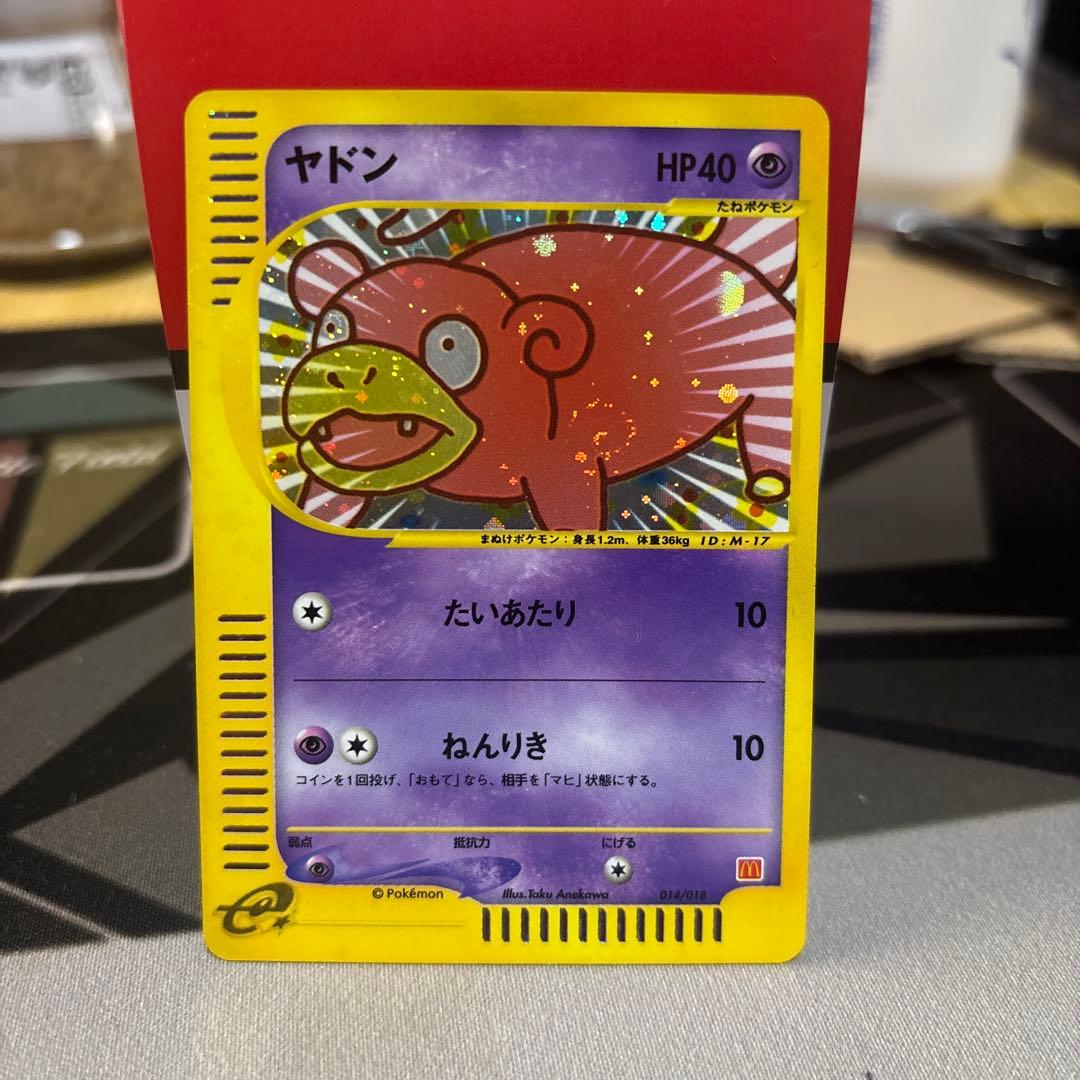 ヤドン HP40
たねポケモン
まぬけポケモン：身長1.2m、体重36kg ID:M-17
たいあたり 10
ねんりき 10
コインを1回投げ、「おもて」なら、相手を「マヒ」状態にする。
弱点 抵抗力 にげる
©Pokémon Illus.Taku Anekawa 014/018
e